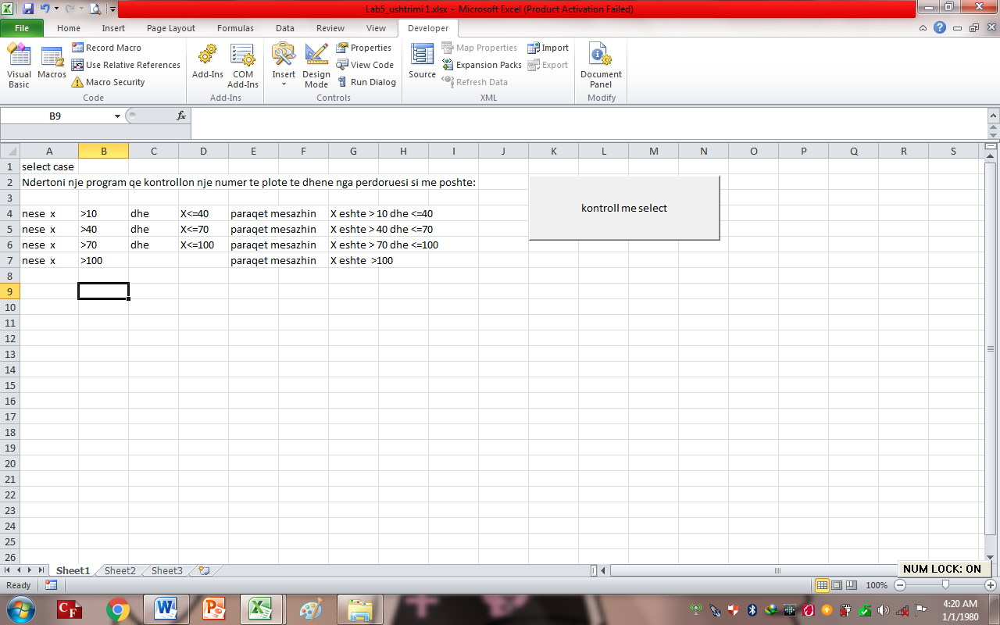 Lab5_ushtrimi 1.xlsx - Microsoft Excel (Product Activation Failed)
File Home Insert Page Layout Formulas Data Review View Developer
Visual Basic
Macros
Record Macro
Use Relative References
Macro Security
Code
Add-Ins
COM Add-Ins
Add-Ins
Insert
Design Mode
Properties
View Code
Run Dialog
Controls
Source
Map Properties
Expansion Packs
Refresh Data
Import
Export
XML
Document Panel
Modify
B9 fx
A B C D E F G H I J K L M N O P Q R S
1 select case
2 Ndertoni nje program qe kontrollon nje numer te plote te dhene nga perdoruesi si me poshte:
kontroll me select
3
4 nese x >10 dhe X<=40 paraqet mesazhin X eshte > 10 dhe <=40
5 nese x >40 dhe X<=70 paraqet mesazhin X eshte > 40 dhe <=70
6 nese x >70 dhe X<=100 paraqet mesazhin X eshte > 70 dhe <=100
7 nese x >100 paraqet mesazhin X eshte >100
8
9
10
11
12
13
14
15
16
17
18
19
20
21
22
23
24
25
26
Sheet1 Sheet2 Sheet3
NUM LOCK: ON
Ready 100%
4:20 AM
1/1/1980